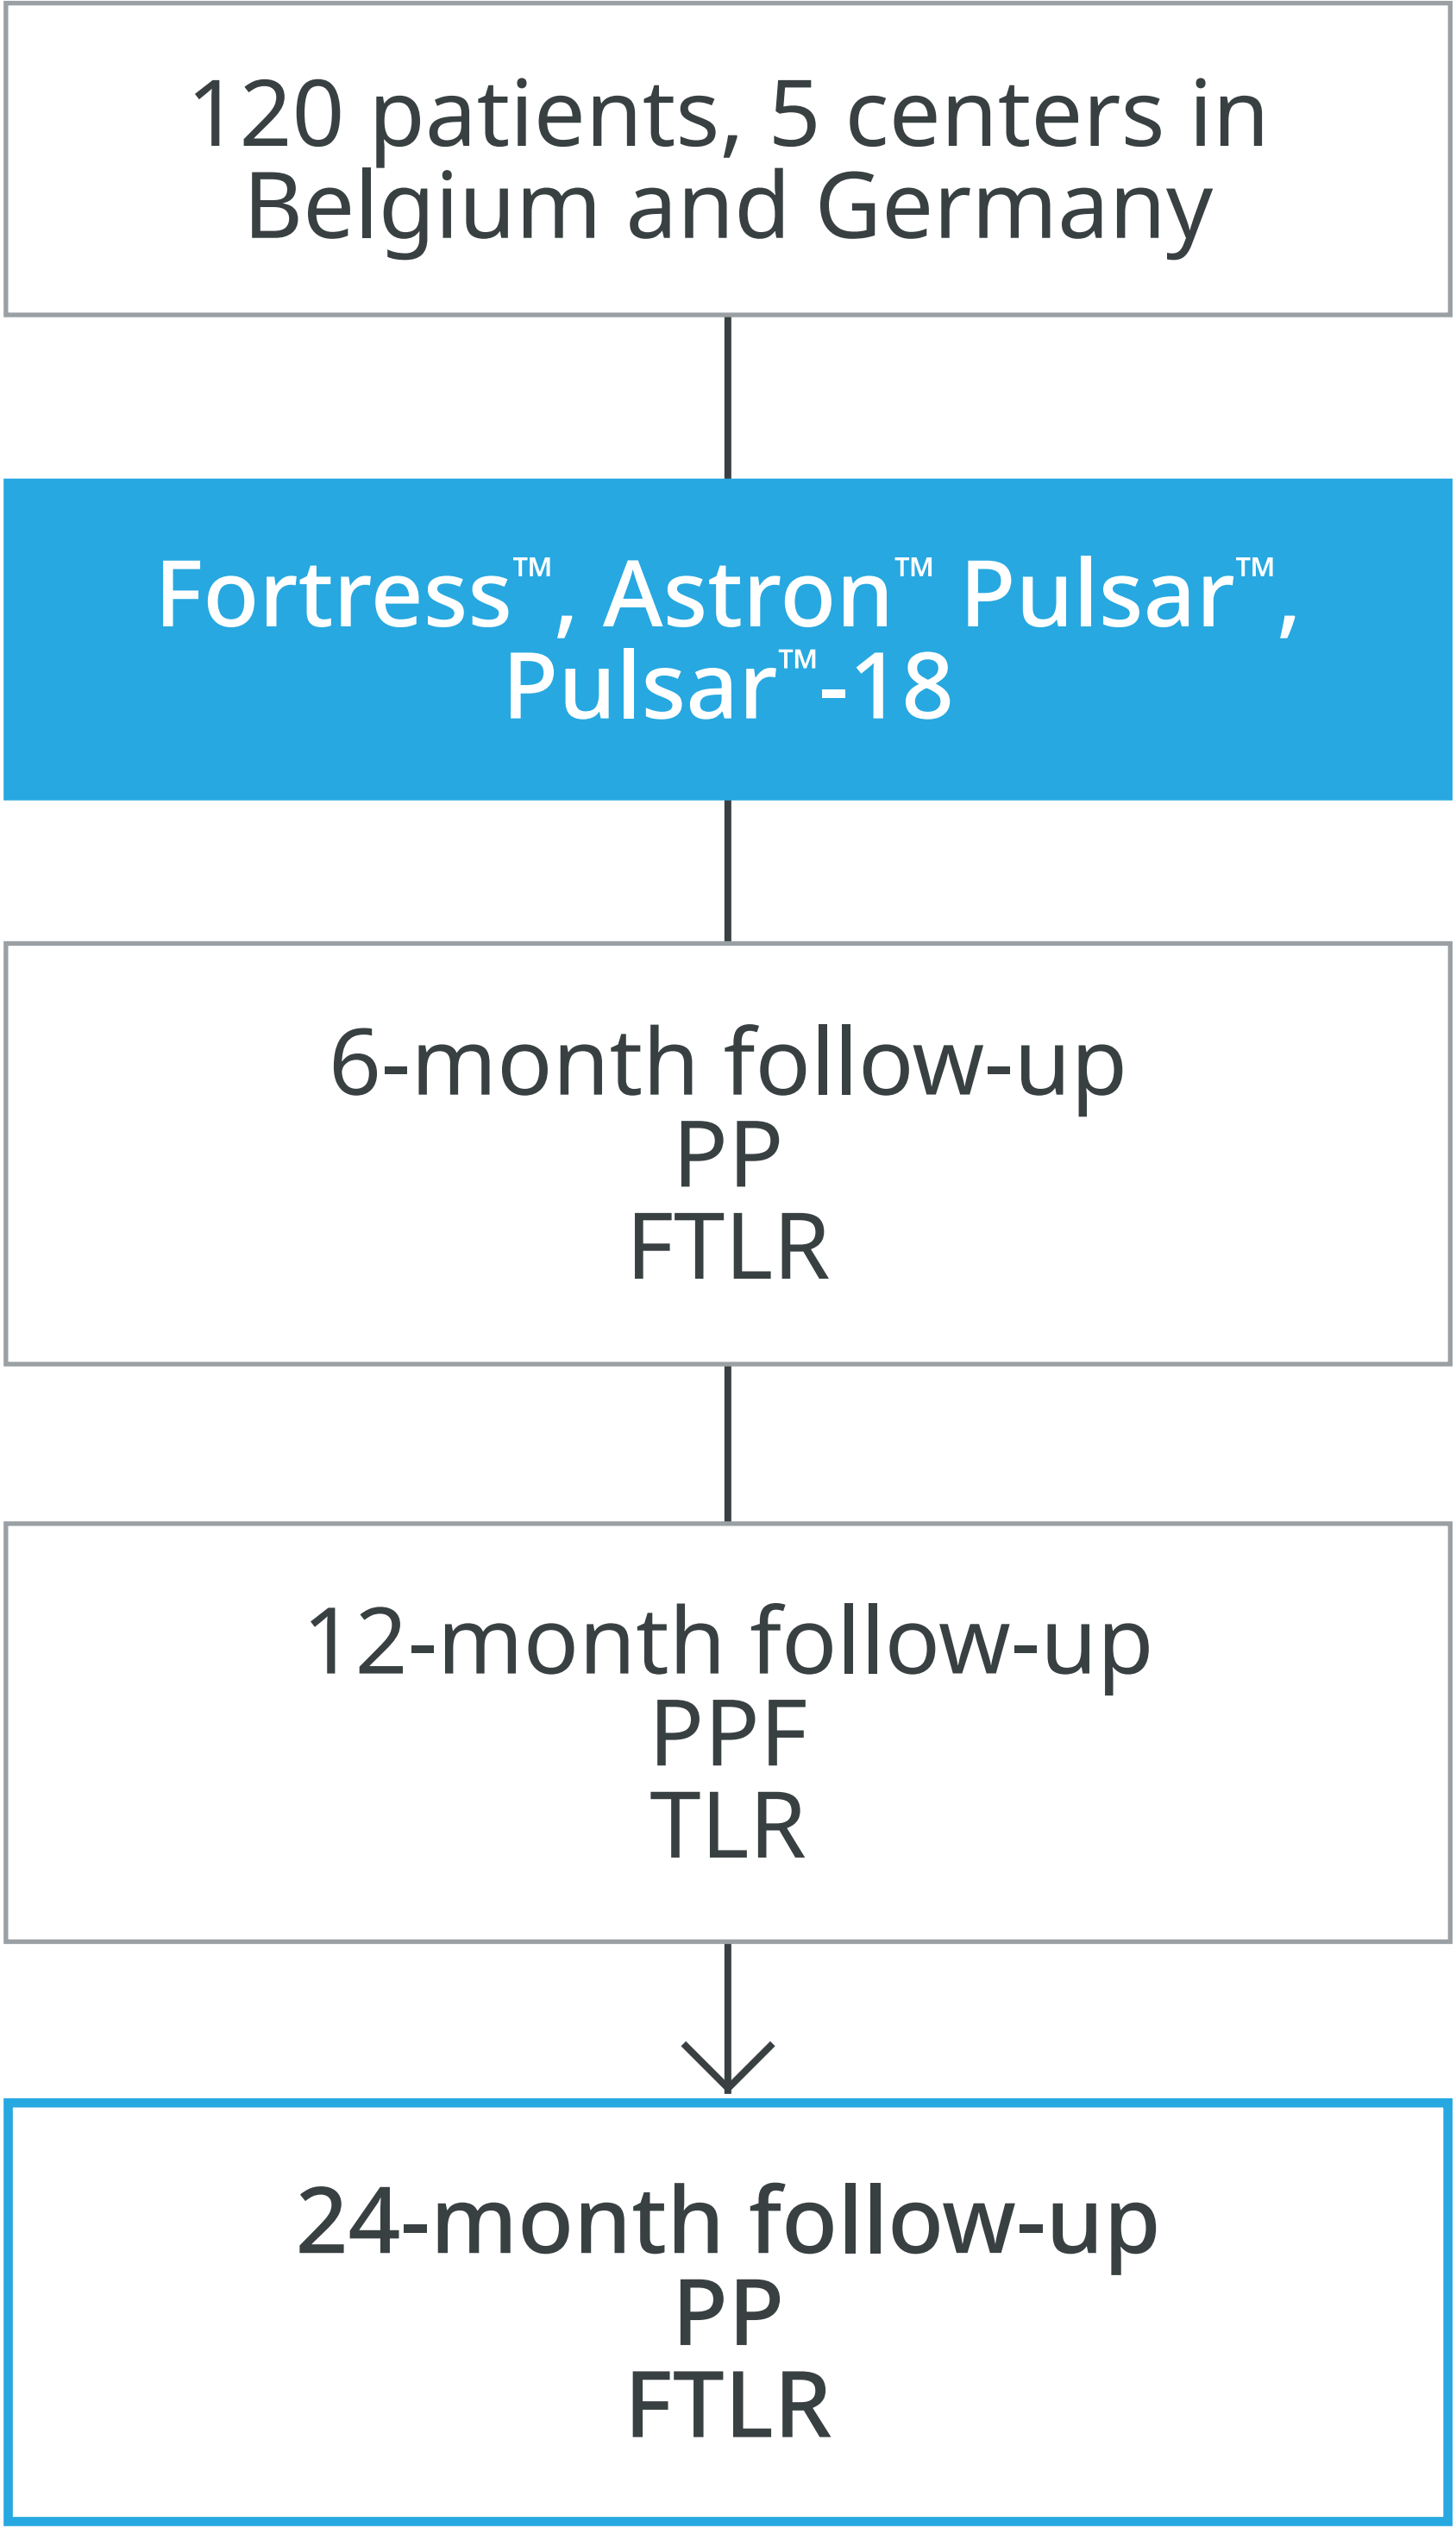 120 patients, 5 centers in
Belgium and Germany
Fortress™, Astron™ Pulsar™,
Pulsar™-18
6-month follow-up
PP
FTLR
12-month follow-up
PPF
TLR
24-month follow-up
PP
FTLR